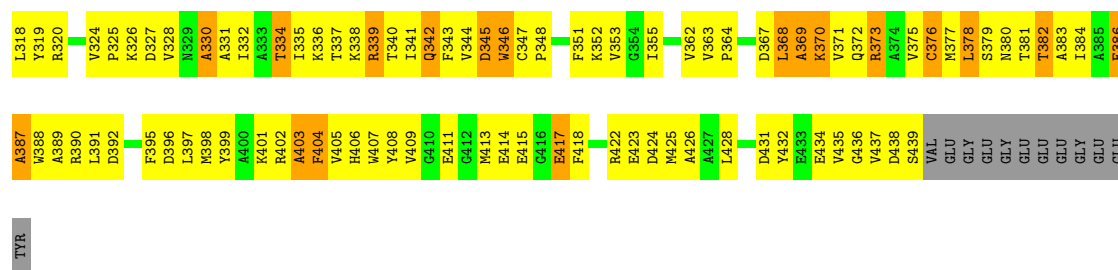 L318 Y319 R320 V324 P325 K326 D327 V328 N329 A330 A331 I332 A333 T334 I335 K336 T337 K338 R339 T340 I341 Q342 F343 V344 D345 W346 C347 P348 F351 K352 V353 G354 I355 V362 V363 P364 D367 L368 A369 K370 V371 Q372 R373 A374 V375 C376 M377 L378 S379 N380 T381 T382 A383 I384 A385 E386
A387 W388 A389 R390 L391 D392 F395 D396 L397 M398 Y399 A400 K401 R402 A403 F404 V405 H406 W407 Y408 V409 G410 E411 G412 M413 E414 E415 G416 E417 F418 R422 E423 D424 M425 A426 A427 L428 D431 Y432 E433 E434 V435 G436 V437 D438 S439 VAL GLU GLY GLU GLY GLU GLU GLU GLY GLU GLU
TYR